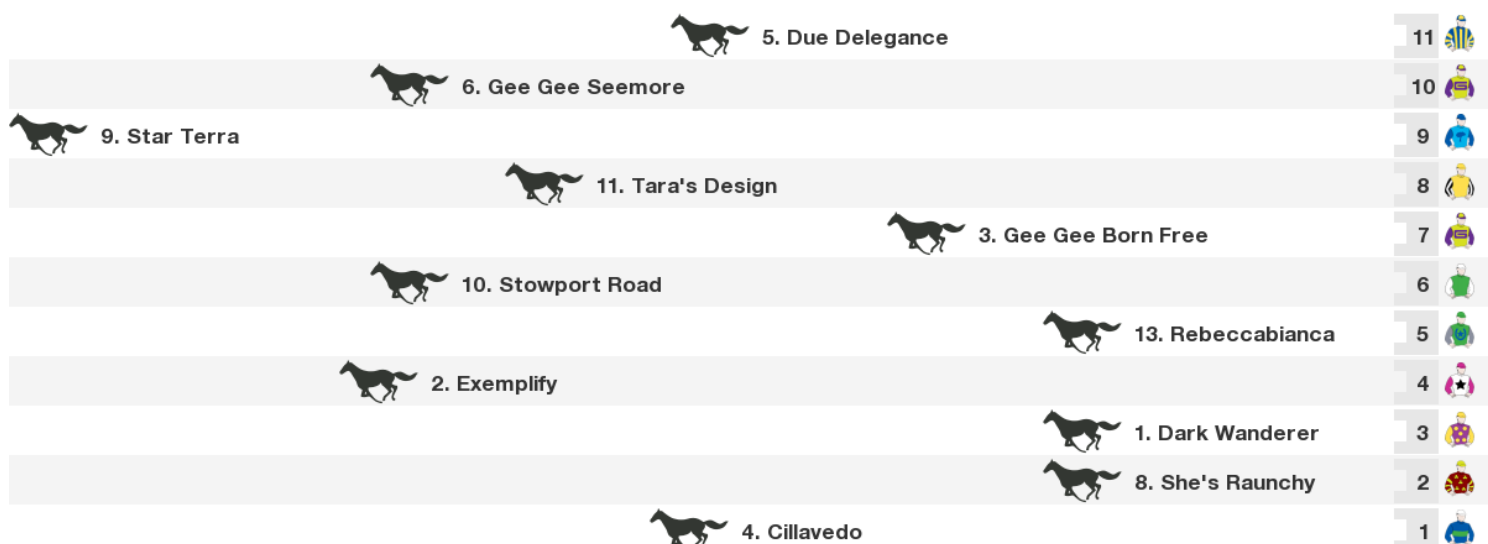 5. Due Delegance 11
6. Gee Gee Seemore 10
9. Star Terra 9
11. Tara's Design 8
3. Gee Gee Born Free 7
10. Stowport Road 6
13. Rebeccabianca 5
2. Exemplify 4
1. Dark Wanderer 3
8. She's Raunchy 2
4. Cillavedo 1